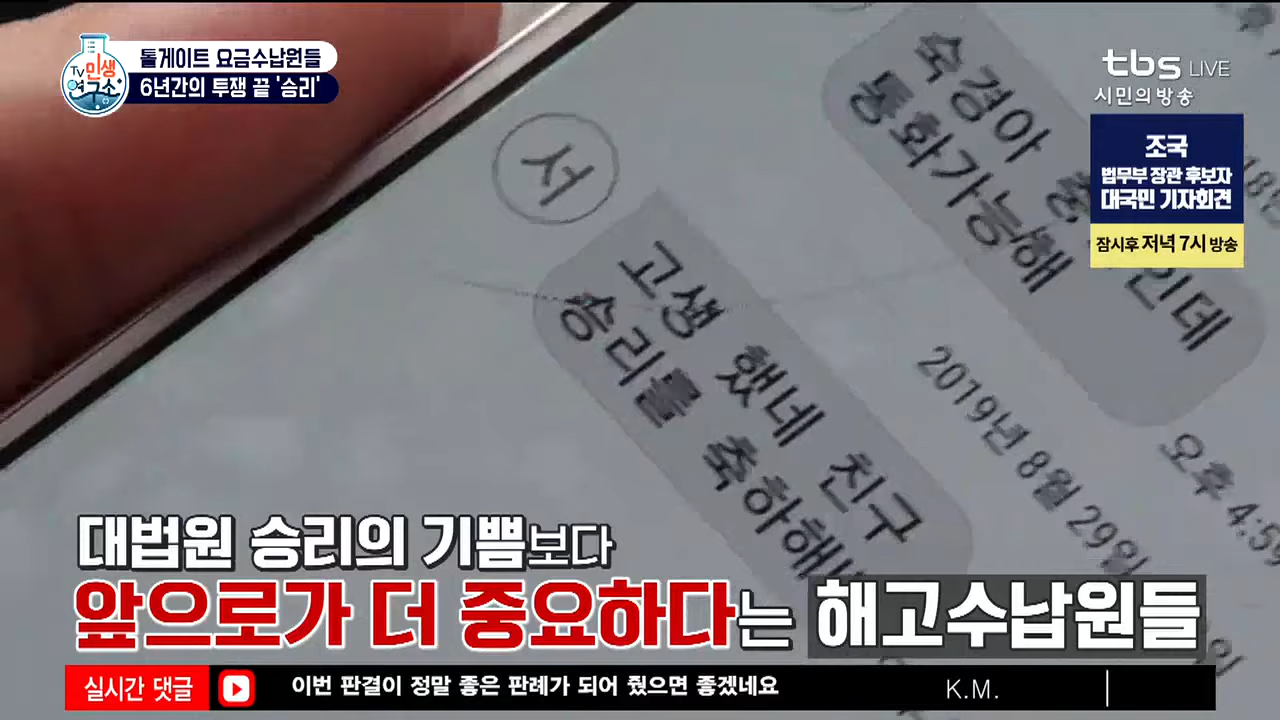 TV 민생
연구소
톨게이트 요금수납원들
6년간의 투쟁 끝 '승리'
tbs LIVE
시민의방송
조국
법무부 장관 후보자
대국민 기자회견
잠시후 저녁 7시 방송
숙경아
통화가능해
서
고생 했네 친구
승리를 축하해
2019년 8월 29일
오후 4:59
대법원 승리의 기쁨보다
앞으로가 더 중요하다는 해고수납원들
실시간 댓글 이번 판결이 정말 좋은 판례가 되어 줬으면 좋겠네요 K.M.